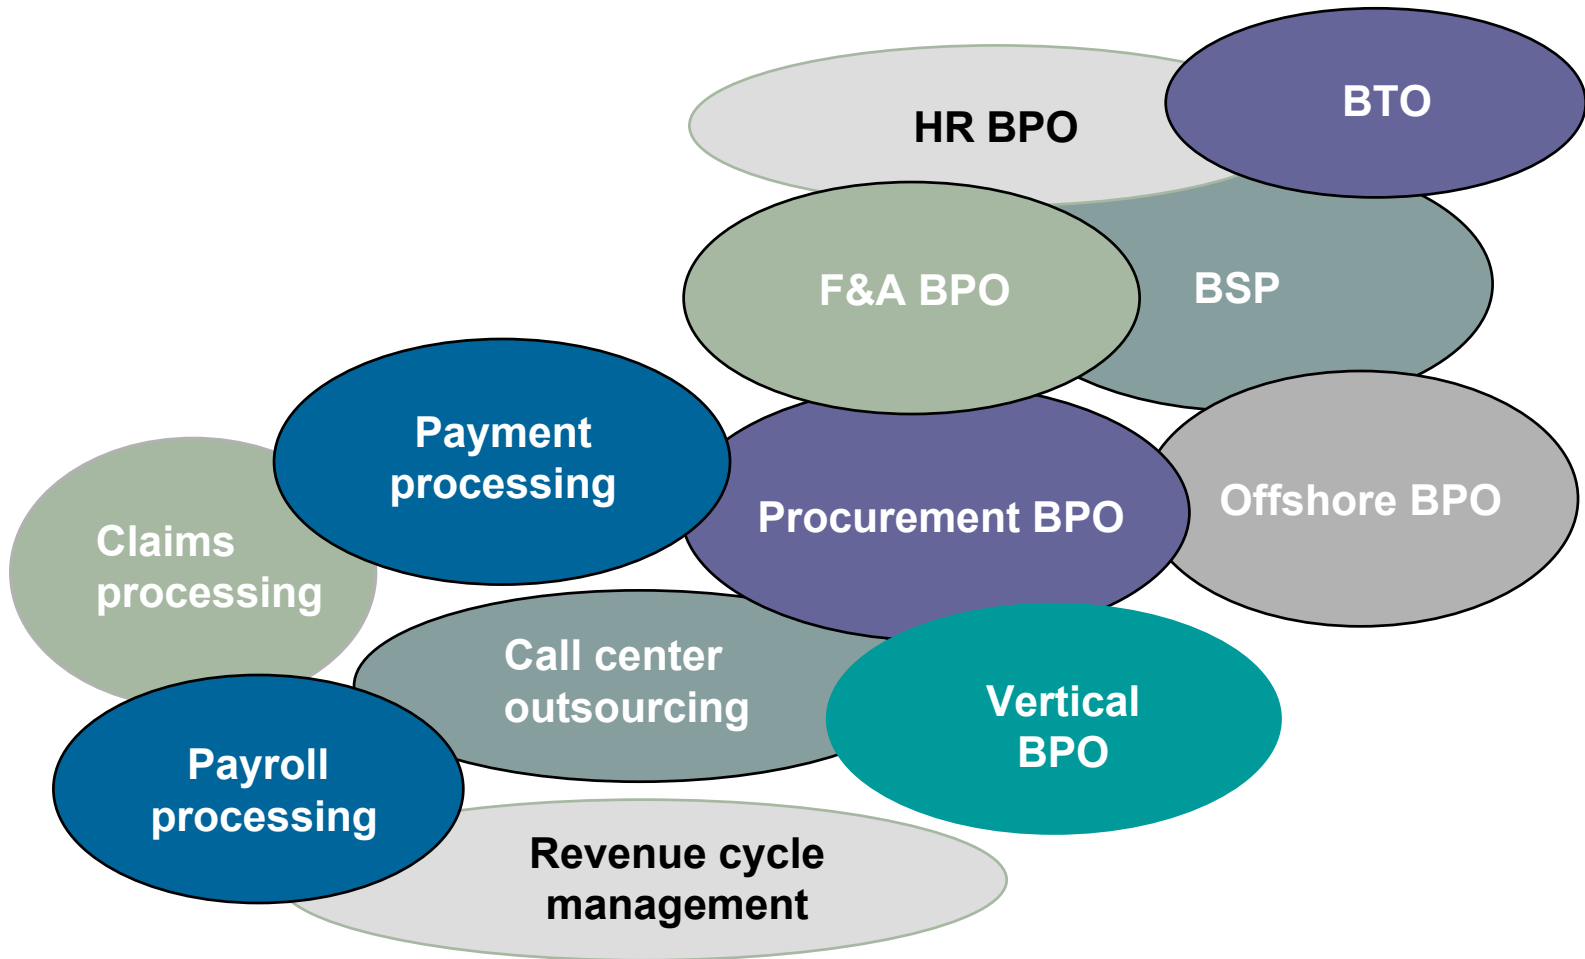 HR BPO
BTO
F&A BPO
BSP
Payment
processing
Procurement BPO
Offshore BPO
Claims
processing
Call center
outsourcing
Vertical
BPO
Payroll
processing
Revenue cycle
management